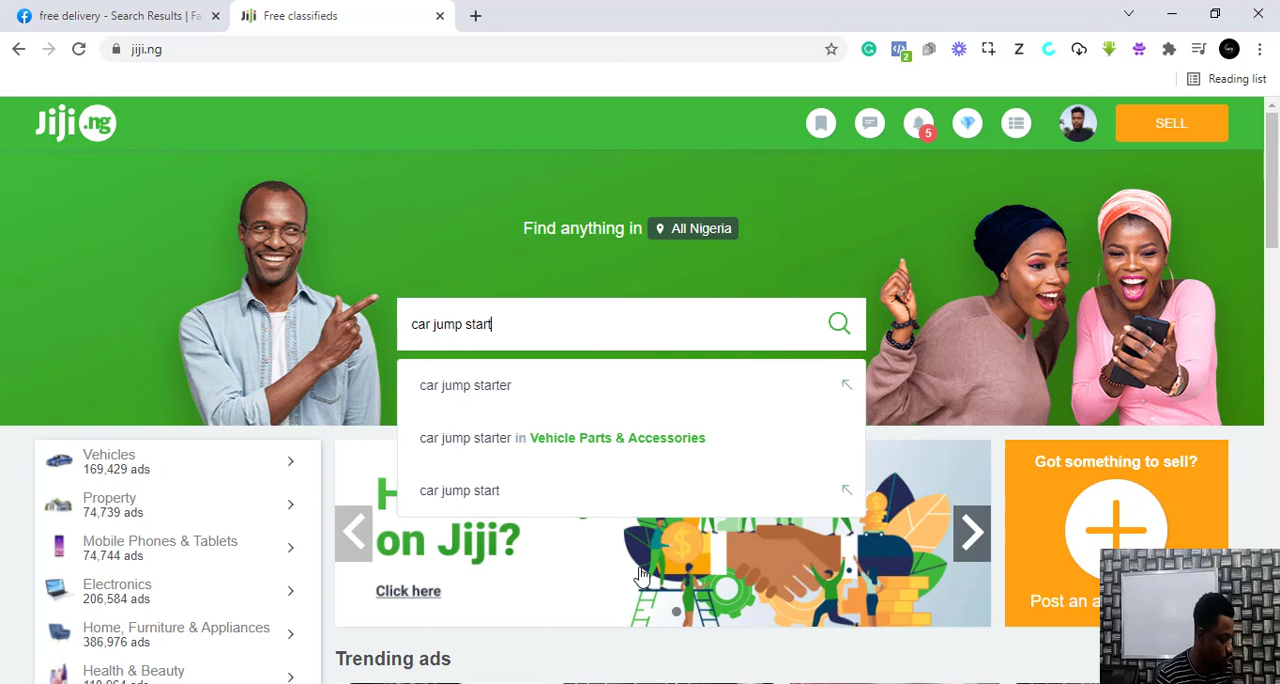 free delivery - Search Results | Fa
Jiji Free classifieds
jiji.ng
2
Z
Reading list
Jiji .ng
5
SELL
Find anything in All Nigeria
car jump start
car jump starter
car jump starter in Vehicle Parts & Accessories
car jump start
Vehicles
169,429 ads
Property
74,739 ads
Mobile Phones & Tablets
74,744 ads
Electronics
206,584 ads
Home, Furniture & Appliances
386,976 ads
Health & Beauty
on Jiji?
Click here
Got something to sell?
Post an a
Trending ads